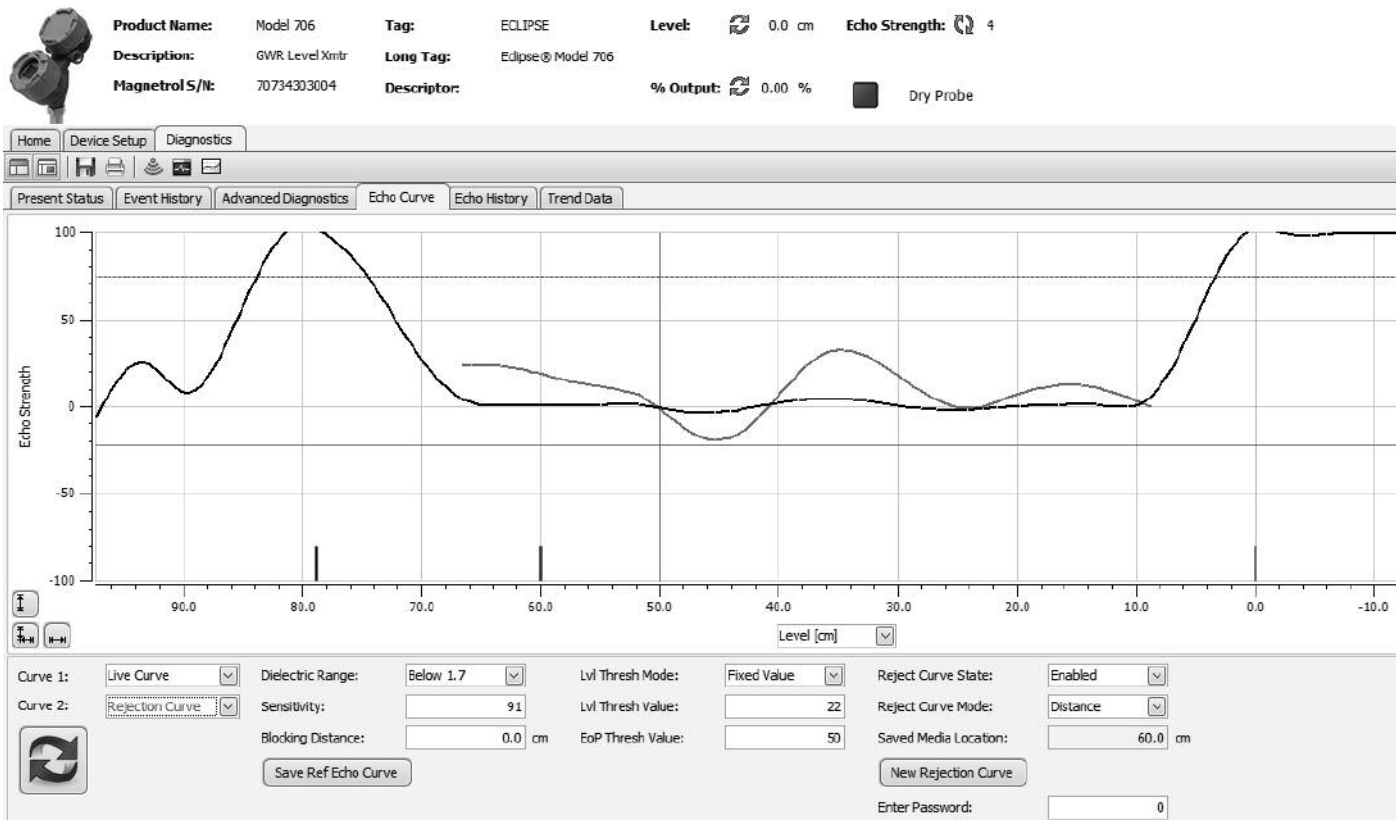 Product Name: Model 706 Tag: ECLIPSE Level: 0.0 cm Echo Strength: 4
Description: GWR Level Xmtr Long Tag: Eclipse® Model 706
Magnetrol S/N: 70734303004 Descriptor: % Output: 0.00 % Dry Probe
Home Device Setup Diagnostics
Present Status Event History Advanced Diagnostics Echo Curve Echo History Trend Data
Echo Strength
100
50
0
-50
-100
90.0 80.0 70.0 60.0 50.0 40.0 30.0 20.0 10.0 0.0 -10.0
Level [cm]
Curve 1: Live Curve Dielectric Range: Below 1.7 Lvl Thresh Mode: Fixed Value Reject Curve State: Enabled
Curve 2: Rejection Curve Sensitivity: 91 Lvl Thresh Value: 22 Reject Curve Mode: Distance
Blocking Distance: 0.0 cm EoP Thresh Value: 50 Saved Media Location: 60.0 cm
Save Ref Echo Curve New Rejection Curve
Enter Password: 0